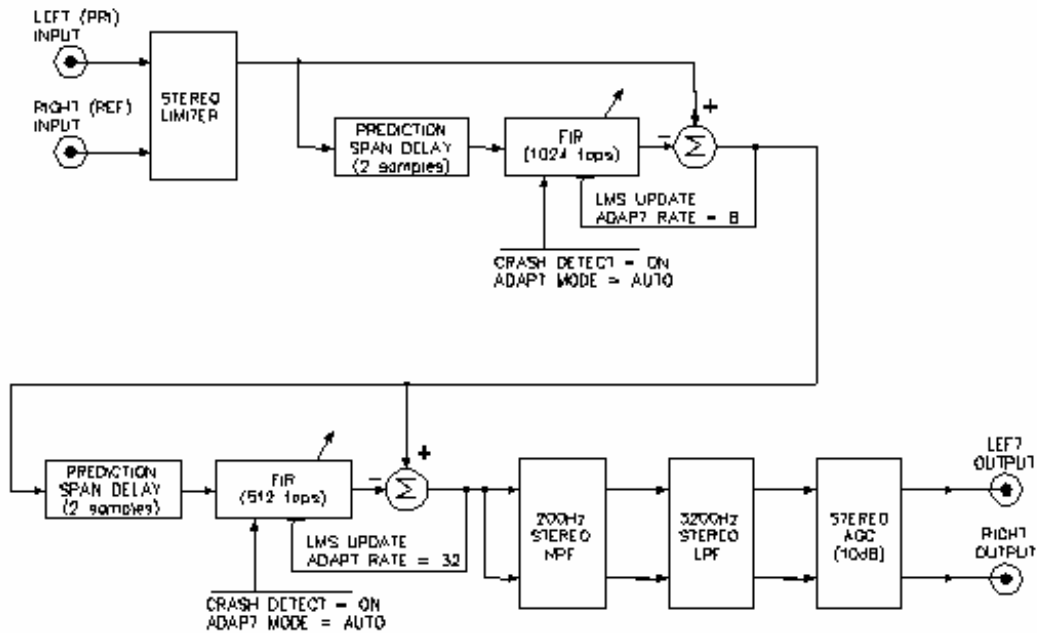 LEFT (PRI)
INPUT
RIGHT (REF)
INPUT
STEREO
LIMITER
PREDICTION
SPAN DELAY
(2 samples)
FIR
(1024 taps)
−
+
Σ
LMS UPDATE
ADAPT RATE = 8
CRASH DETECT = ON
ADAPT MODE = AUTO
PREDICTION
SPAN DELAY
(2 samples)
FIR
(512 taps)
−
+
Σ
LMS UPDATE
ADAPT RATE = 32
CRASH DETECT = ON
ADAPT MODE = AUTO
200Hz
STEREO
HPF
3200Hz
STEREO
LPF
STEREO
AGC
(10dB)
LEFT
OUTPUT
RIGHT
OUTPUT